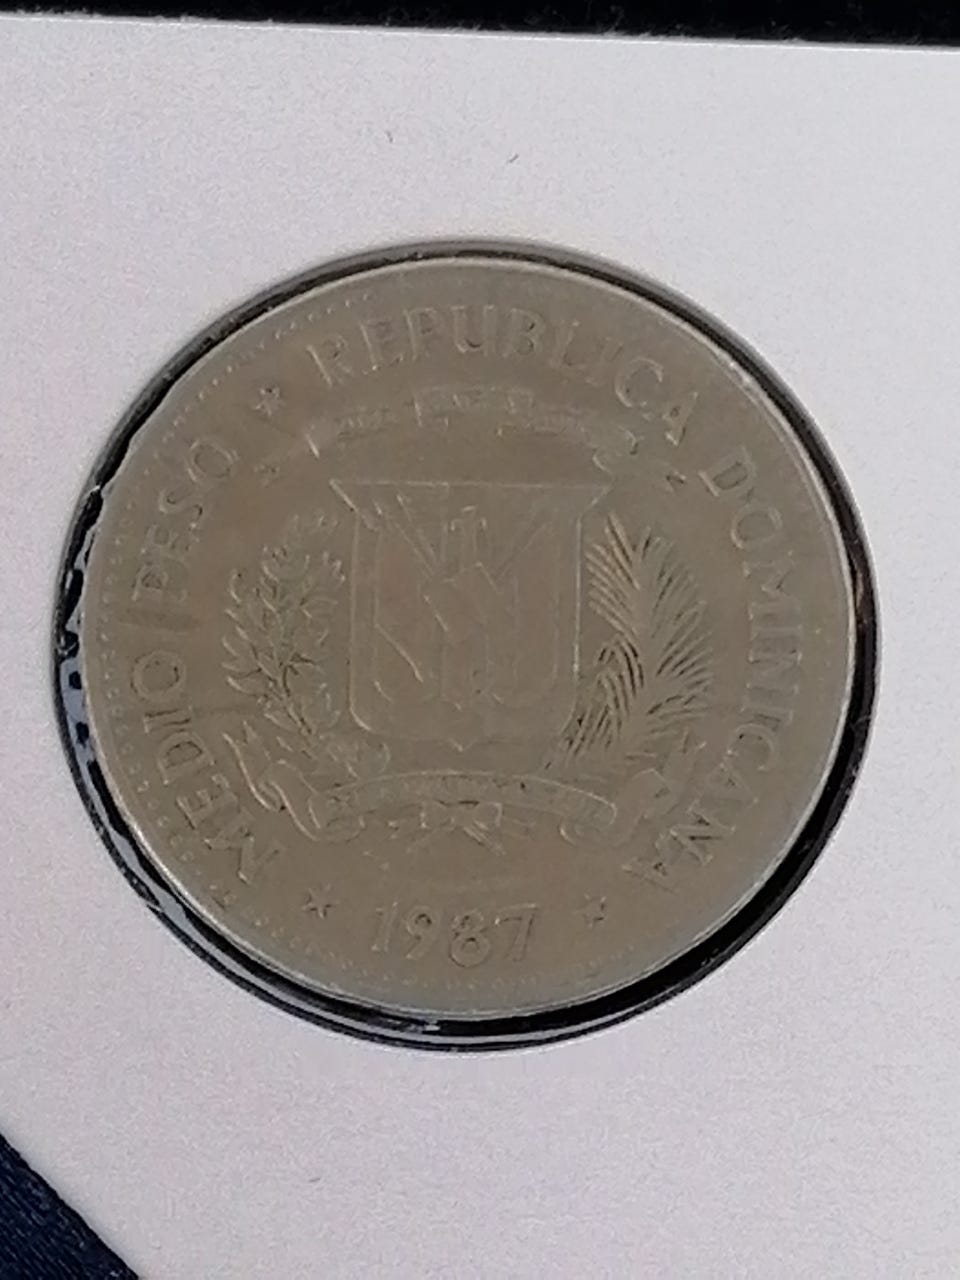 MEDIO PESO * REPUBLICA DOMINICANA
* 1987 *